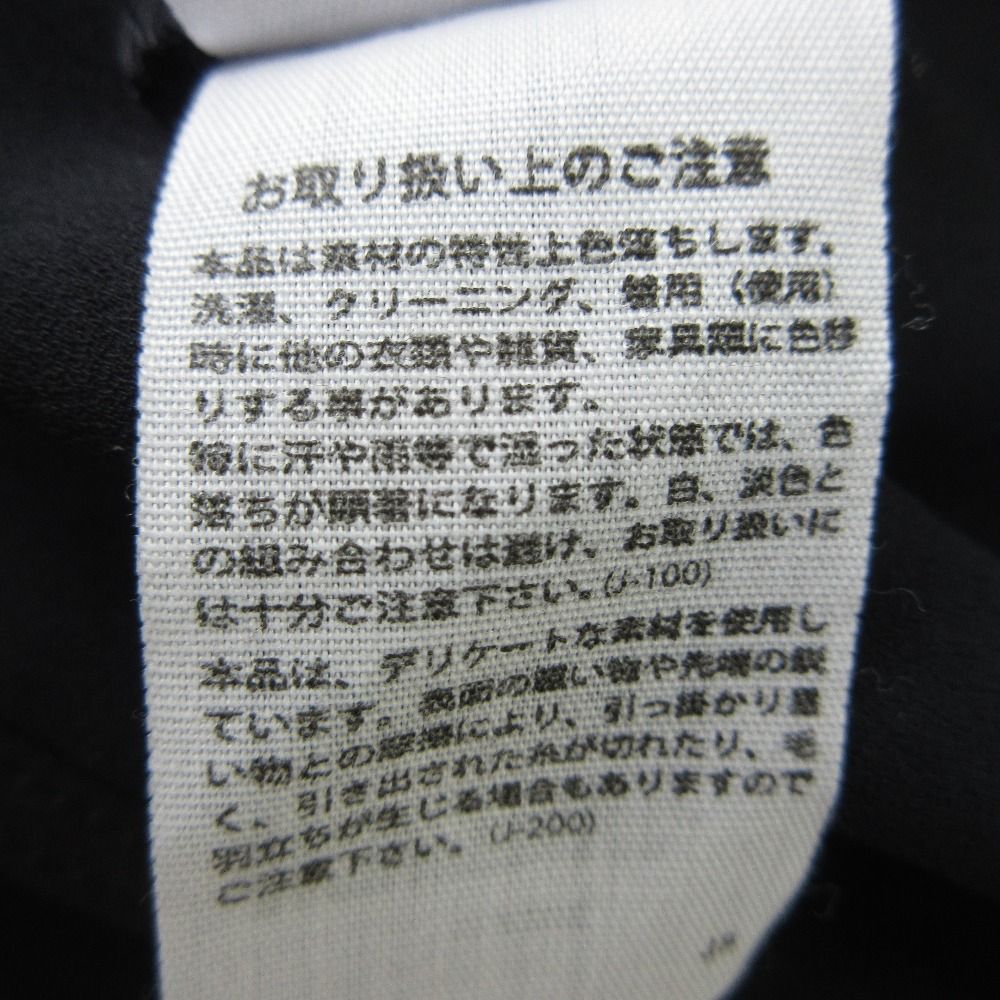 お取り扱い上のご注意
本品は素材の特性上色落ちします。
洗濯、クリーニング、着用（使用）
時に他の衣類や雑貨、家具類に色移
りする事があります。
特に汗や雨等で湿った状態では、色
落ちが顕著になります。白、淡色と
の組み合わせは避け、お取り扱いに
は十分ご注意下さい。(J-100)
本品は、デリケートな素材を使用し
ています。表面の粗い物や先端の鋭
い物との摩擦により、引っ掛かり易
く、引き出された糸が切れたり、毛
羽立ちが生じる場合もありますので
ご注意下さい。(J-200)
JA